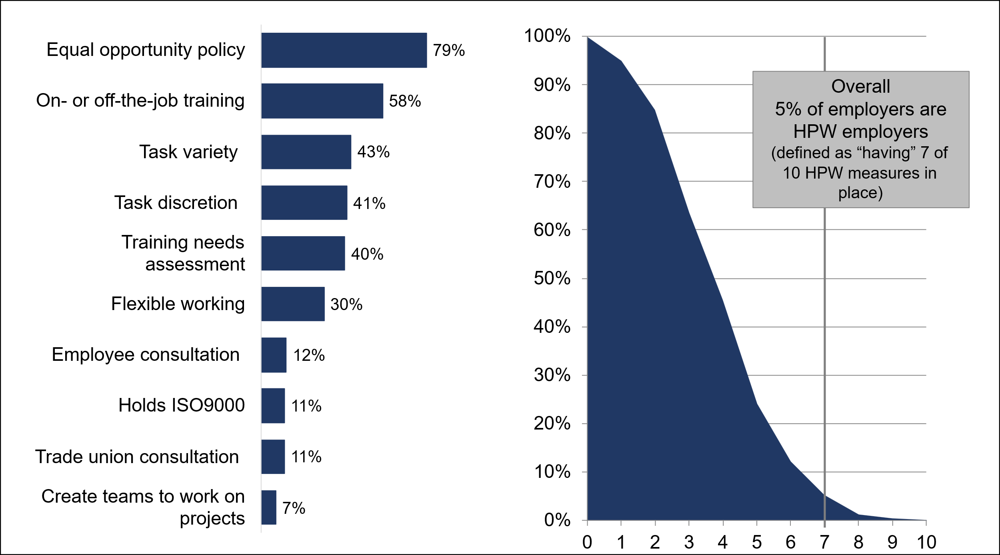 Equal opportunity policy
79%
On- or off-the-job training
58%
Task variety
43%
Task discretion
41%
Training needs
assessment
40%
Flexible working
30%
Employee consultation
12%
Holds ISO9000
11%
Trade union consultation
11%
Create teams to work on
projects
7%
100%
90%
80%
70%
60%
50%
40%
30%
20%
10%
0%
0 1 2 3 4 5 6 7 8 9 10
Overall
5% of employers are
HPW employers
(defined as “having” 7 of
10 HPW measures in
place)